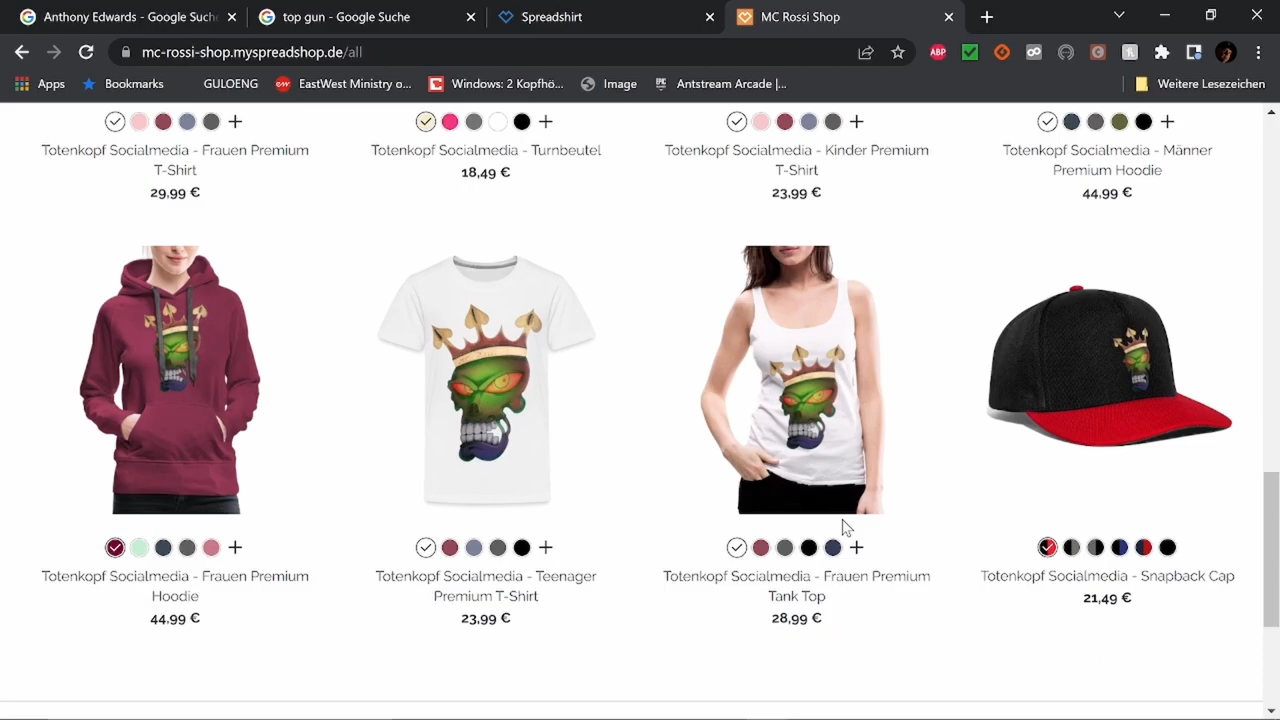 Anthony Edwards - Google Suche
top gun - Google Suche
Spreadshirt
MC Rossi Shop
mc-rossi-shop.myspreadshop.de/all
ABP
Apps
Bookmarks
GULOENG
EastWest Ministry o...
Windows: 2 Kopfho...
Image
Antstream Arcade |...
Weitere Lesezeichen
Totenkopf Socialmedia - Frauen Premium
T-Shirt
29,99 €
Totenkopf Socialmedia - Turnbeutel
18,49 €
Totenkopf Socialmedia - Kinder Premium
T-Shirt
23,99 €
Totenkopf Socialmedia - Männer
Premium Hoodie
44,99 €
Totenkopf Socialmedia - Frauen Premium
Hoodie
44,99 €
Totenkopf Socialmedia - Teenager
Premium T-Shirt
23,99 €
Totenkopf Socialmedia - Frauen Premium
Tank Top
28,99 €
Totenkopf Socialmedia - Snapback Cap
21,49 €